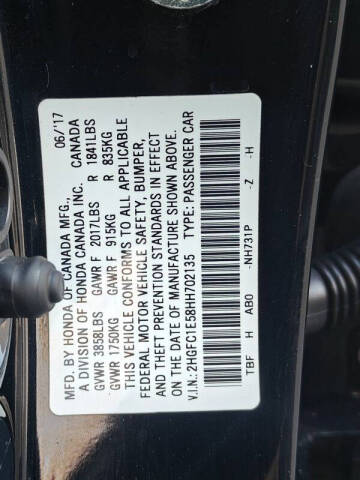 MFD. BY HONDA OF CANADA MFG., 06/'17
A DIVISION OF HONDA CANADA INC. CANADA
GVWR 3858LBS GAWR F 2017LBS R 1841LBS
GVWR 1750KG GAWR F 915KG R 835KG
THIS VEHICLE CONFORMS TO ALL APPLICABLE
FEDERAL MOTOR VEHICLE SAFETY, BUMPER,
AND THEFT PREVENTION STANDARDS IN EFFECT
ON THE DATE OF MANUFACTURE SHOWN ABOVE.
V.I.N.:2HGFC1E58HH702135 TYPE: PASSENGER CAR
TBF H AB0 -NH731P -Z -H